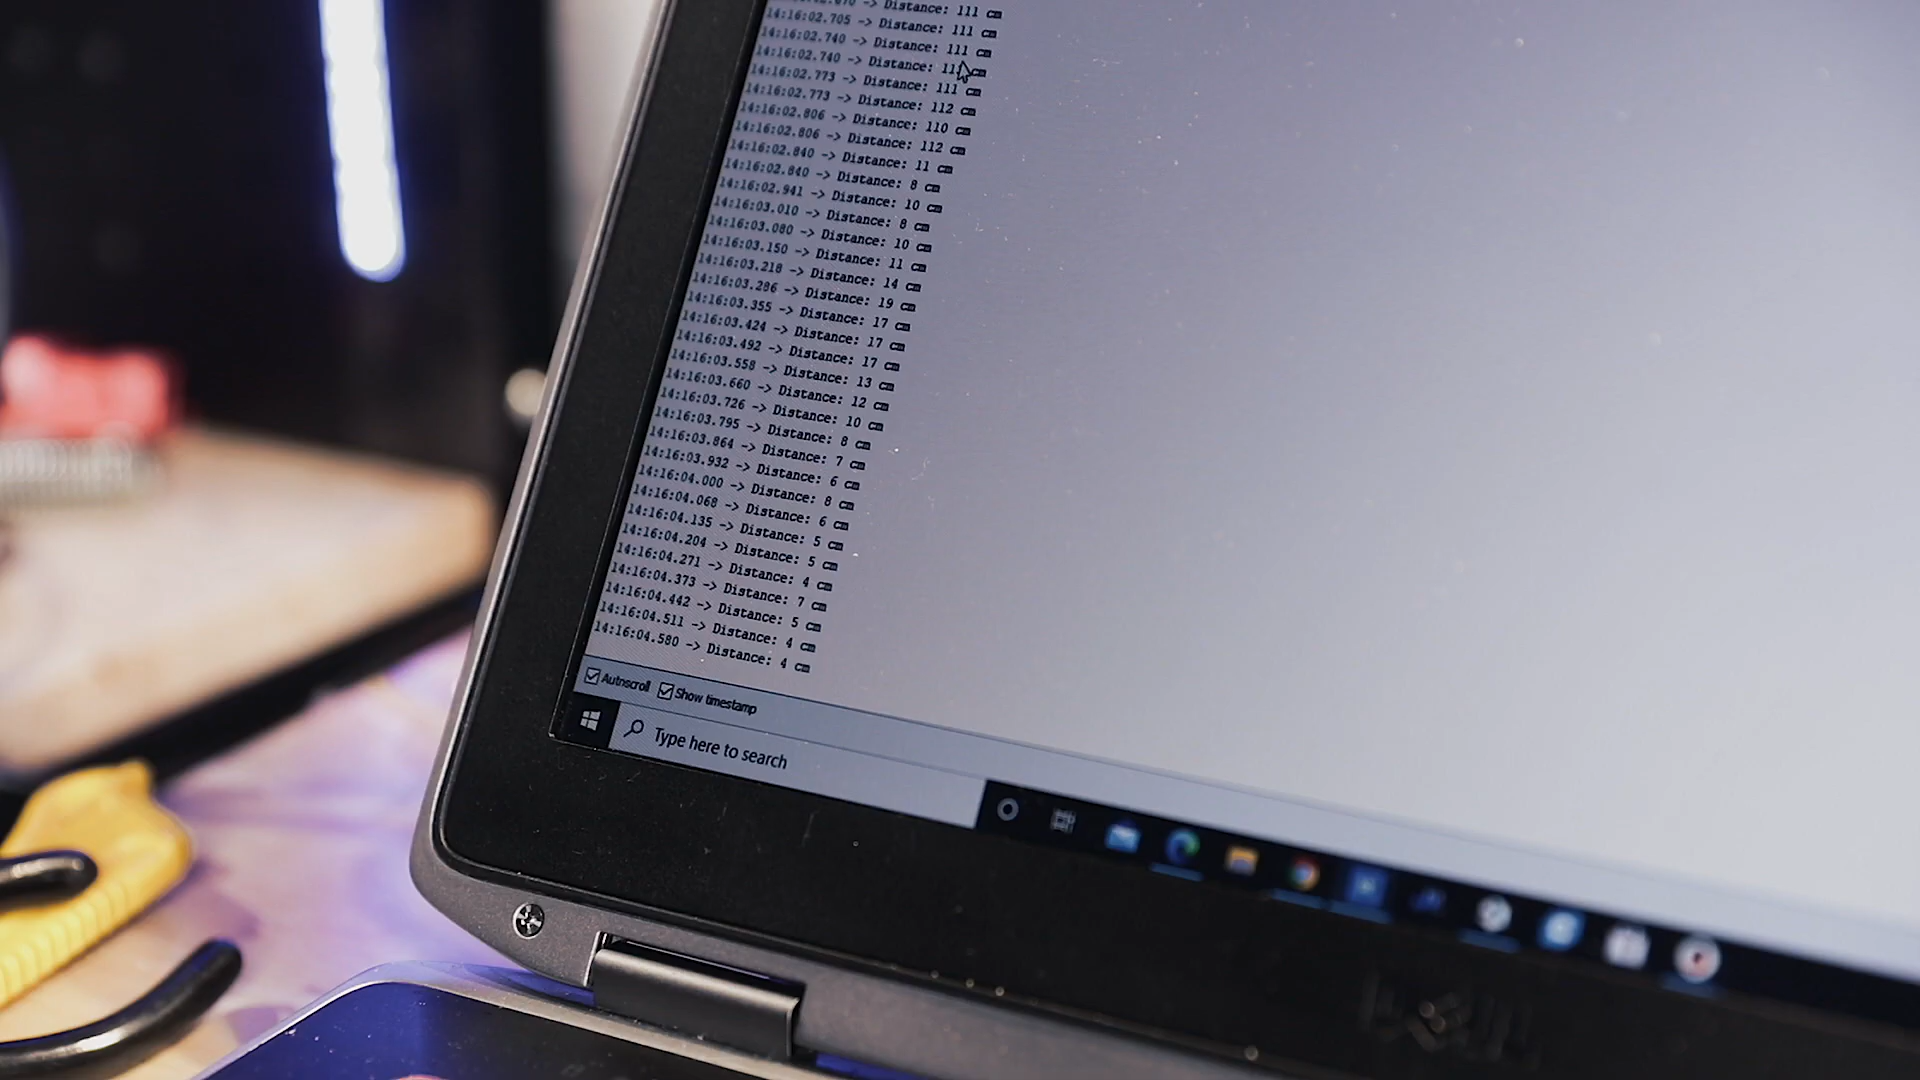 Distance: 111 cm
14:16:02.705 -> Distance: 111 cm
14:16:02.740 -> Distance: 111 cm
14:16:02.740 -> Distance: cm
14:16:02.773 -> Distance: 111 cm
14:16:02.773 -> Distance: 112 cm
14:16:02.806 -> Distance: 110 cm
14:16:02.806 -> Distance: 112 cm
14:16:02.840 -> Distance: 11 cm
14:16:02.840 -> Distance: 8 cm
14:16:02.941 -> Distance: 10 cm
14:16:03.010 -> Distance: 8 cm
14:16:03.080 -> Distance: 10 cm
14:16:03.150 -> Distance: 11 cm
14:16:03.218 -> Distance: 14 cm
14:16:03.286 -> Distance: 19 cm
14:16:03.355 -> Distance: 17 cm
14:16:03.424 -> Distance: 17 cm
14:16:03.492 -> Distance: 17 cm
14:16:03.558 -> Distance: 13 cm
14:16:03.660 -> Distance: 12 cm
14:16:03.726 -> Distance: 10 cm
14:16:03.795 -> Distance: 8 cm
14:16:03.864 -> Distance: 7 cm
14:16:03.932 -> Distance: 6 cm
14:16:04.000 -> Distance: 8 cm
14:16:04.068 -> Distance: 6 cm
14:16:04.135 -> Distance: 5 cm
14:16:04.204 -> Distance: 5 cm
14:16:04.271 -> Distance: 4 cm
14:16:04.373 -> Distance: 7 cm
14:16:04.442 -> Distance: 5 cm
14:16:04.511 -> Distance: 4 cm
14:16:04.580 -> Distance: 4 cm
Autoscroll Show timestamp
Type here to search
DELL